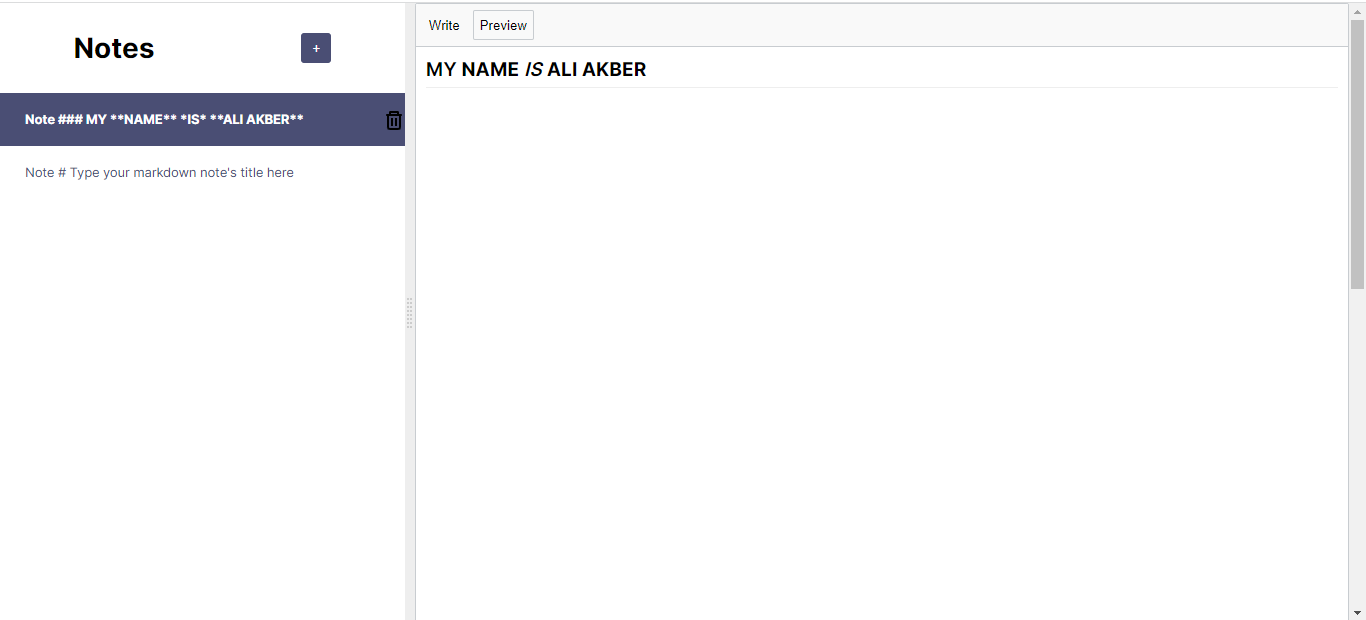 Notes
+
Note ### MY **NAME** *IS* **ALI AKBER**
Note # Type your markdown note's title here
Write Preview
MY NAME IS ALI AKBER